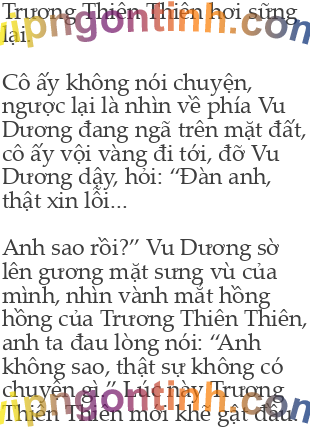 Trương Thiên Thiên hơi sững
lại.
Cô ấy không nói chuyện,
ngược lại là nhìn về phía Vu
Dương đang ngã trên mặt đất,
cô ấy vội vàng đi tới, đỡ Vu
Dương dậy, hỏi: “Đàn anh,
thật xin lỗi...
Anh sao rồi?” Vu Dương sờ
lên gương mặt sưng vù của
mình, nhìn vành mắt hồng
hồng của Trương Thiên Thiên,
anh ta đau lòng nói: “Anh
không sao, thật sự không có
chuyện gì.” Lúc này Trương
Thiên Thiên mới khẽ gật đầu.
vipngontinh.com
vipngontinh.com